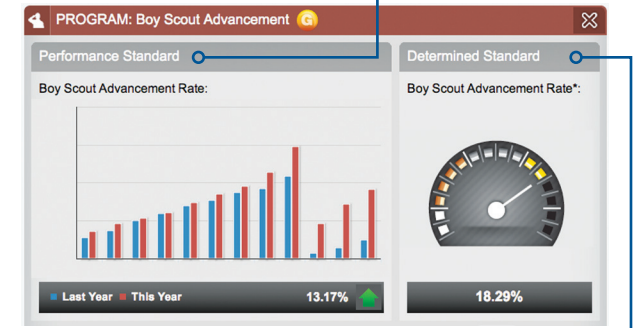 PROGRAM: Boy Scout Advancement G
Performance Standard
Boy Scout Advancement Rate:
Last Year This Year 13.17%
Determined Standard
Boy Scout Advancement Rate*:
18.29%